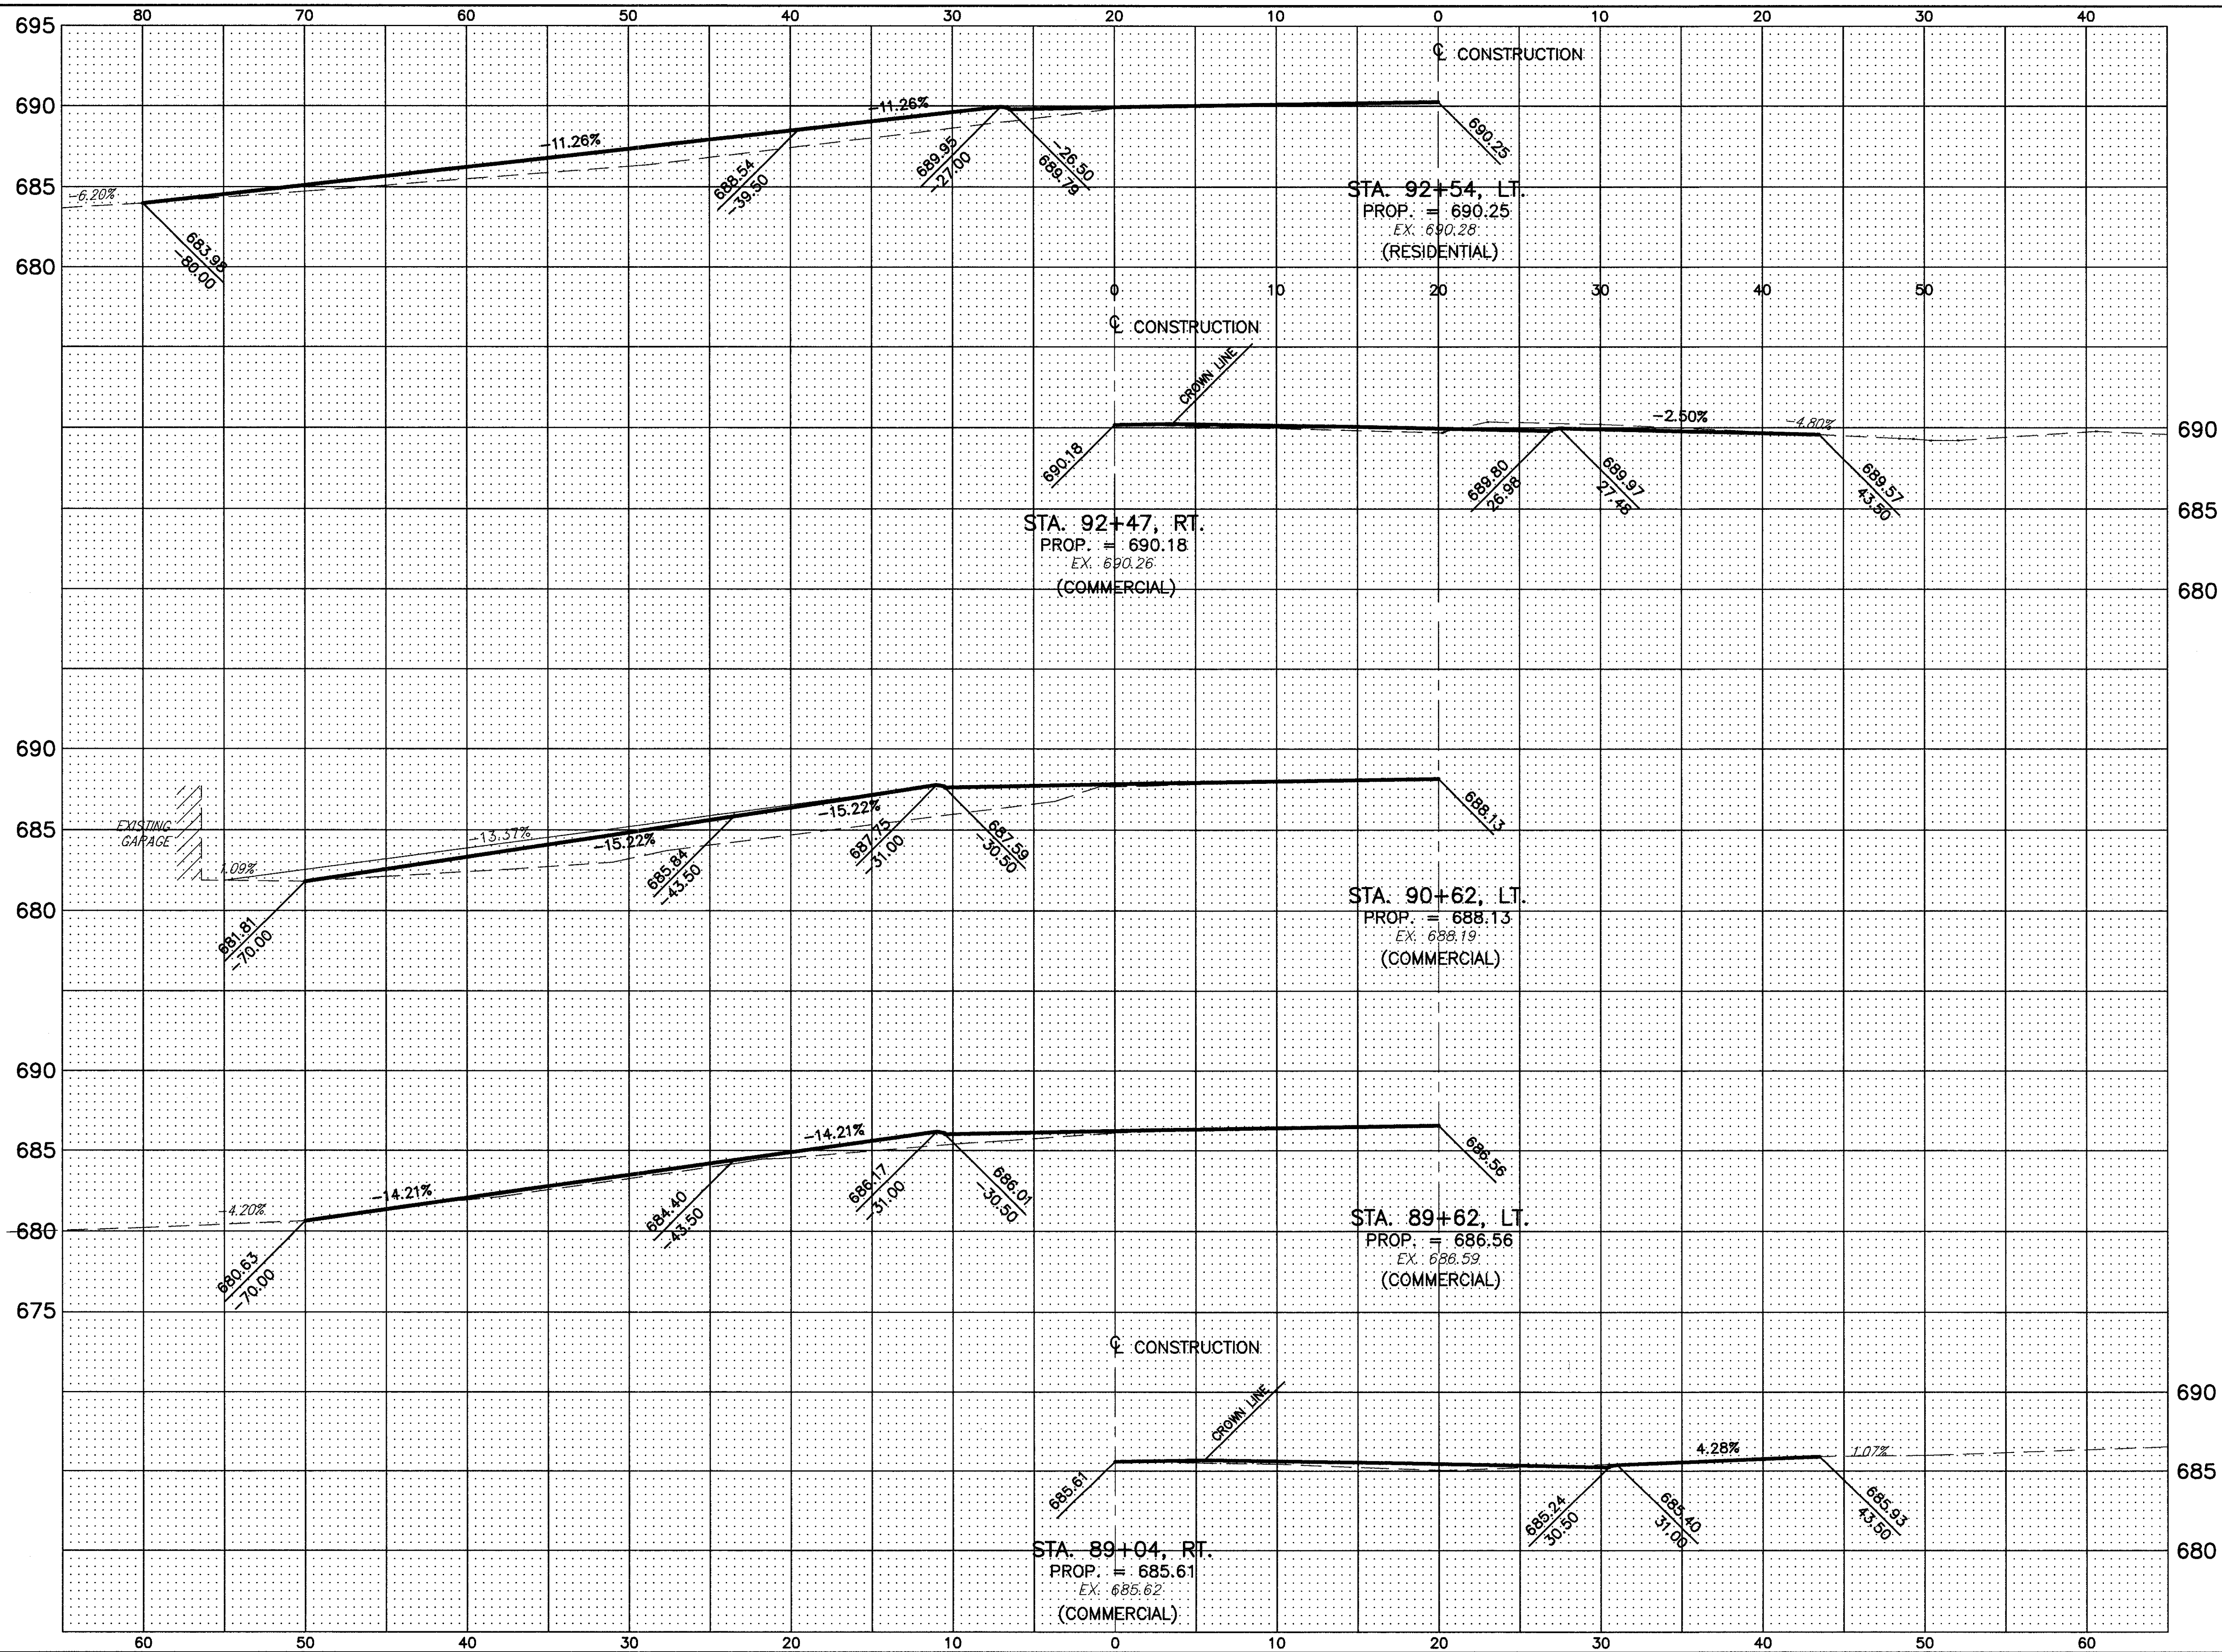 80 70 60 50 40 30 20 10 0 10 20 30 40
695
℄ CONSTRUCTION
690
-11.26%
-11.26%
690.25
689.95
-27.00
-26.50
689.79
688.54
-39.50
685
-6.20%
STA. 92+54, LT.
PROP. = 690.25
EX. 690.28
(RESIDENTIAL)
683.98
-80.00
680
0 10 20 30 40 50
℄ CONSTRUCTION
CROWN LINE
-2.50%
-4.80%
690
690.18
689.80
26.98
689.97
27.48
689.57
43.50
685
STA. 92+47, RT.
PROP. = 690.18
EX. 690.26
(COMMERCIAL)
680
690
688.13
685
EXISTING
GARAGE
-13.37%
-15.22%
-15.22%
687.75
-31.00
687.59
-30.50
685.84
-43.50
1.09%
680
STA. 90+62, LT.
PROP. = 688.13
EX. 688.19
(COMMERCIAL)
681.81
-70.00
690
685
-14.21%
-14.21%
686.56
686.17
-31.00
686.01
-30.50
684.40
-43.50
-4.20%
680
STA. 89+62, LT.
PROP. = 686.56
EX. 686.59
(COMMERCIAL)
680.63
-70.00
675
℄ CONSTRUCTION
690
CROWN LINE
4.28%
1.07%
685
685.61
685.24
30.50
685.40
31.00
685.93
43.50
680
STA. 89+04, RT.
PROP. = 685.61
EX. 685.62
(COMMERCIAL)
60 50 40 30 20 10 0 10 20 30 40 50 60